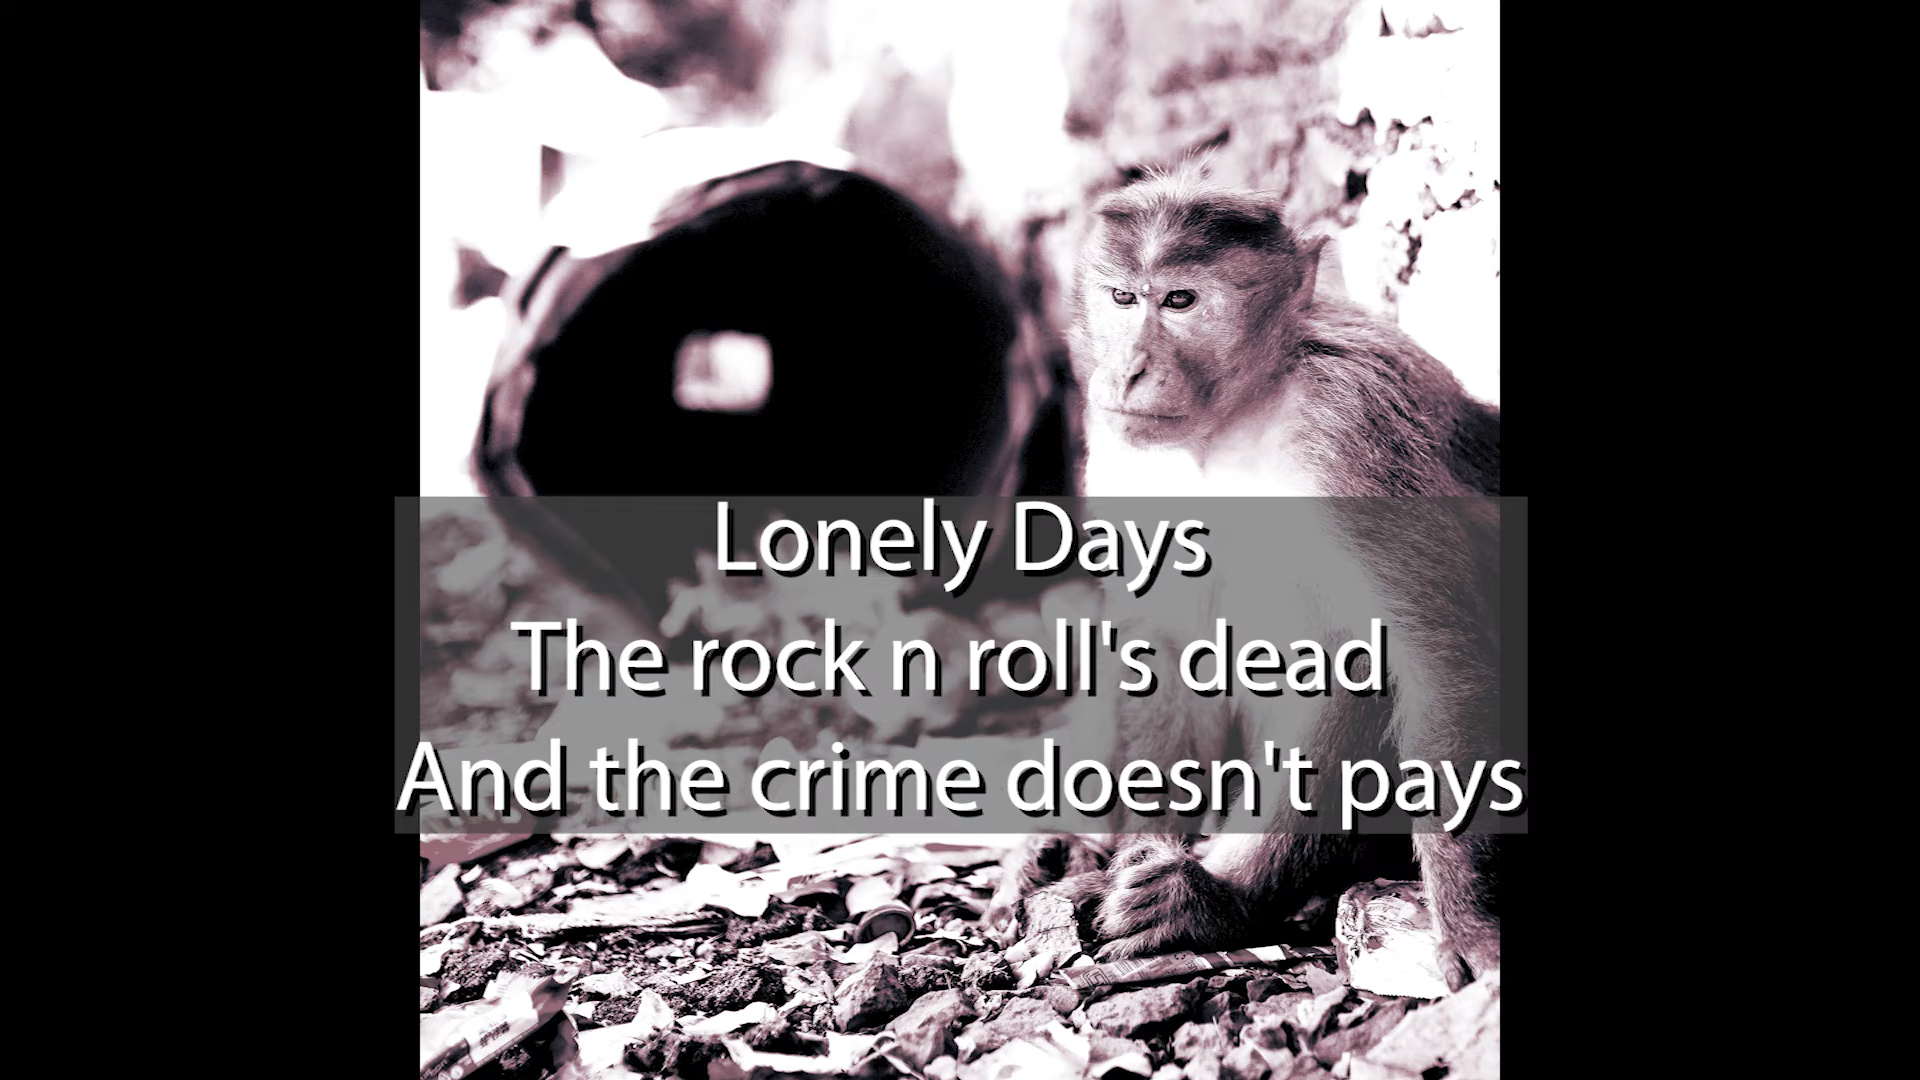 Lonely Days
The rock n roll's dead
And the crime doesn't pays